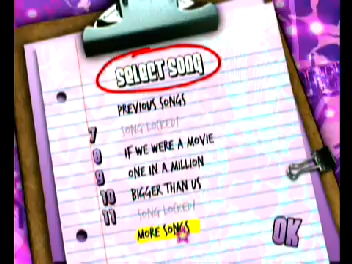 SELECT SONG
PREVIOUS SONGS
7 SONG LOCKED!
8 IF WE WERE A MOVIE
9 ONE IN A MILLION
10 BIGGER THAN US
11 SONG LOCKED!
MORE SONGS
OK